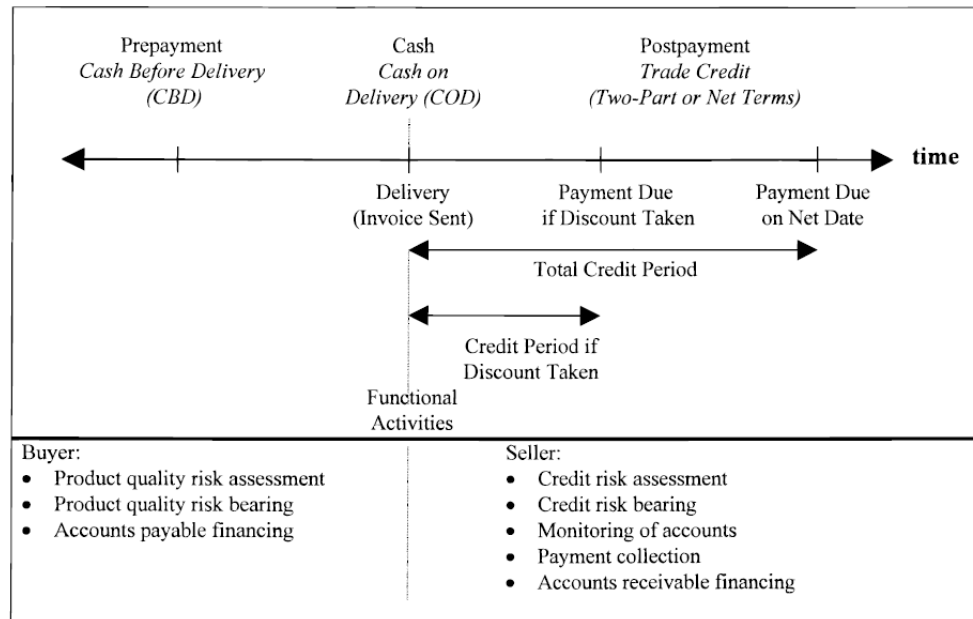 Prepayment
Cash Before Delivery
(CBD)
Cash
Cash on
Delivery (COD)
Postpayment
Trade Credit
(Two-Part or Net Terms)
time
Delivery
(Invoice Sent)
Payment Due
if Discount Taken
Payment Due
on Net Date
Total Credit Period
Credit Period if
Discount Taken
Functional
Activities
Buyer:
• Product quality risk assessment
• Product quality risk bearing
• Accounts payable financing
Seller:
• Credit risk assessment
• Credit risk bearing
• Monitoring of accounts
• Payment collection
• Accounts receivable financing